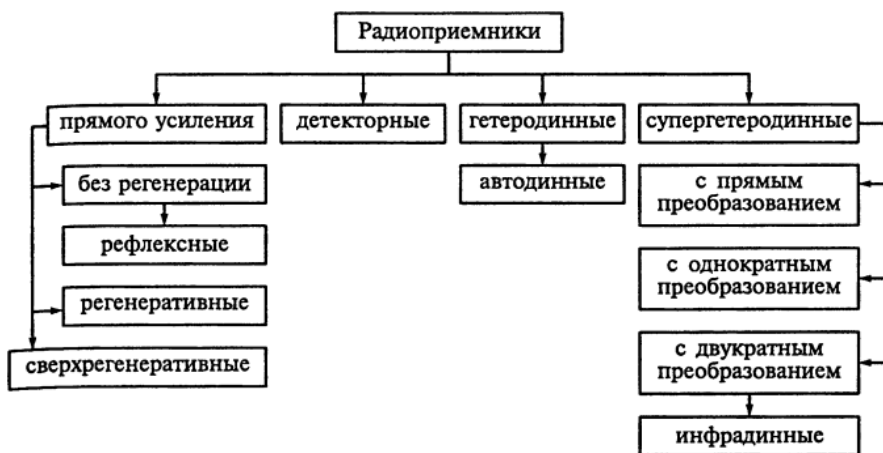 Радиоприемники
прямого усиления
детекторные
гетеродинные
супергетеродинные
без регенерации
автодинные
с прямым
преобразованием
рефлексные
с однократным
преобразованием
регенеративные
сверхрегенеративные
с двукратным
преобразованием
инфрадинные